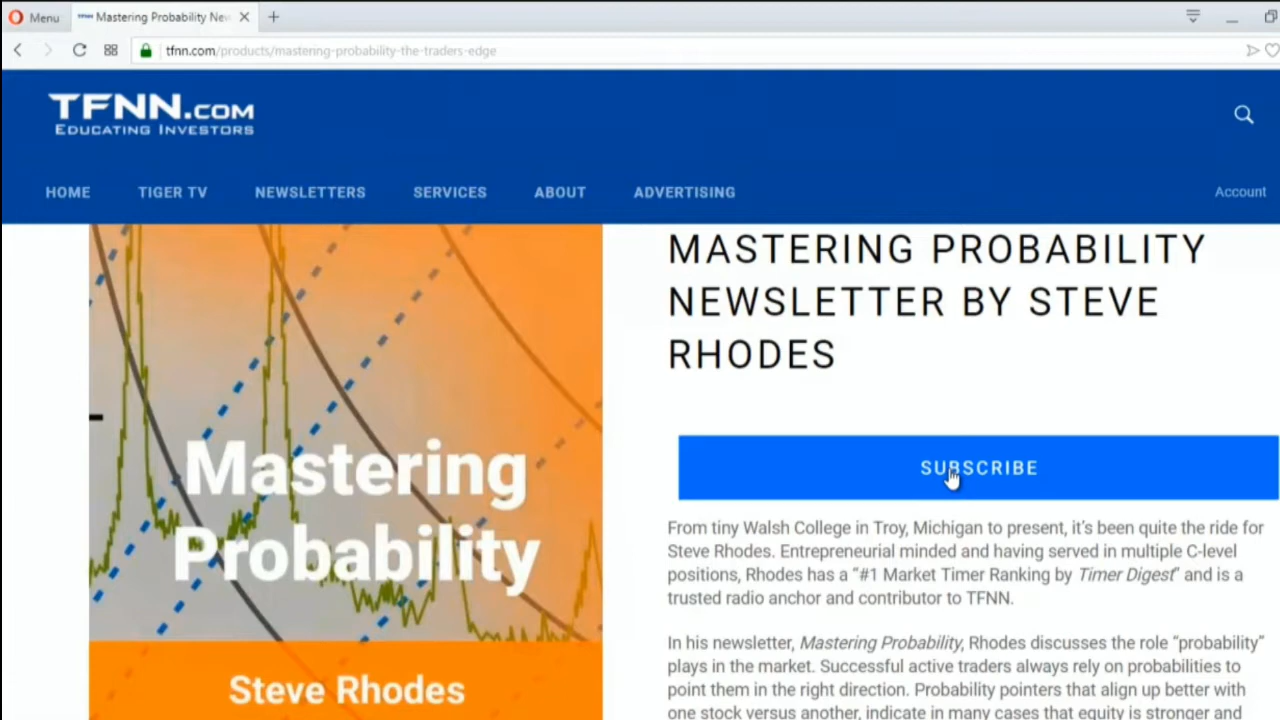 Menu
Mastering Probability New
tfnn.com/products/mastering-probability-the-traders-edge
TFNN.COM
EDUCATING INVESTORS
HOME TIGER TV NEWSLETTERS SERVICES ABOUT ADVERTISING Account
Mastering
Probability
Steve Rhodes
MASTERING PROBABILITY
NEWSLETTER BY STEVE
RHODES
SUBSCRIBE
From tiny Walsh College in Troy, Michigan to present, it's been quite the ride for
Steve Rhodes. Entrepreneurial minded and having served in multiple C-level
positions, Rhodes has a “#1 Market Timer Ranking by Timer Digest” and is a
trusted radio anchor and contributor to TFNN.
In his newsletter, Mastering Probability, Rhodes discusses the role “probability”
plays in the market. Successful active traders always rely on probabilities to
point them in the right direction. Probability pointers that align up better with
one stock versus another, indicate in many cases that equity is stronger and